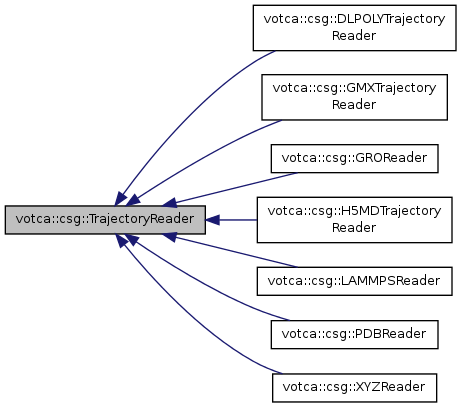 votca::csg::DLPOLYTrajectory
Reader
votca::csg::GMXTrajectory
Reader
votca::csg::GROReader
votca::csg::TrajectoryReader
votca::csg::H5MDTrajectory
Reader
votca::csg::LAMMPSReader
votca::csg::PDBReader
votca::csg::XYZReader